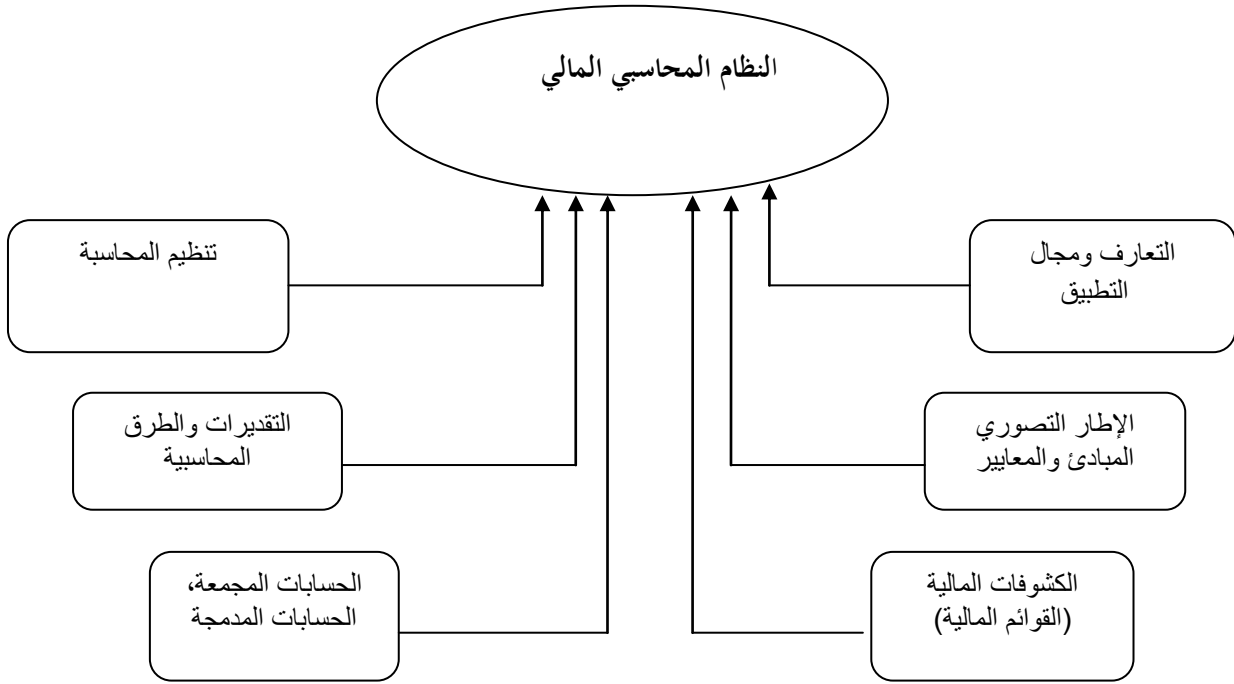 النظام المحاسبي المالي
التعارف ومجال
التطبيق
تنظيم المحاسبة
الإطار التصوري
المبادئ والمعايير
التقديرات والطرق
المحاسبية
الكشوفات المالية
(القوائم المالية)
الحسابات المجمعة،
الحسابات المدمجة